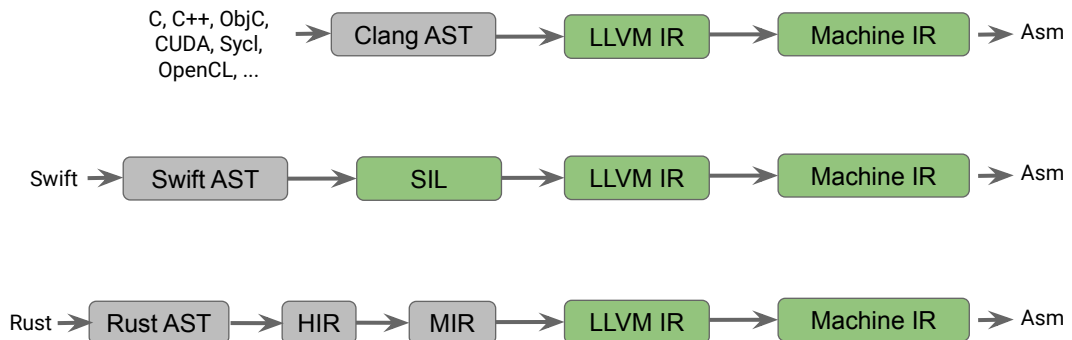 C, C++, ObjC,
CUDA, Sycl,
OpenCL, ...
Clang AST
LLVM IR
Machine IR
Asm
Swift
Swift AST
SIL
LLVM IR
Machine IR
Asm
Rust
Rust AST
HIR
MIR
LLVM IR
Machine IR
Asm